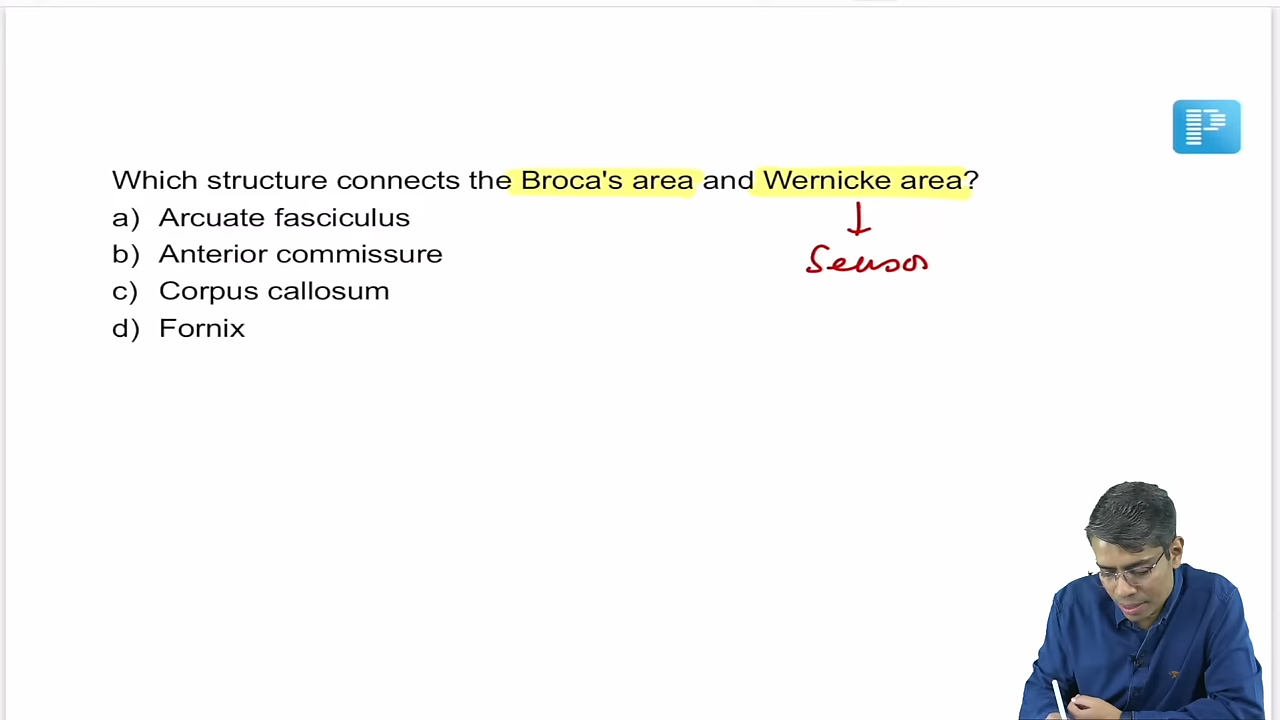 Which structure connects the Broca's area and Wernicke area?
a) Arcuate fasciculus
b) Anterior commissure
c) Corpus callosum
d) Fornix
Sensor
P